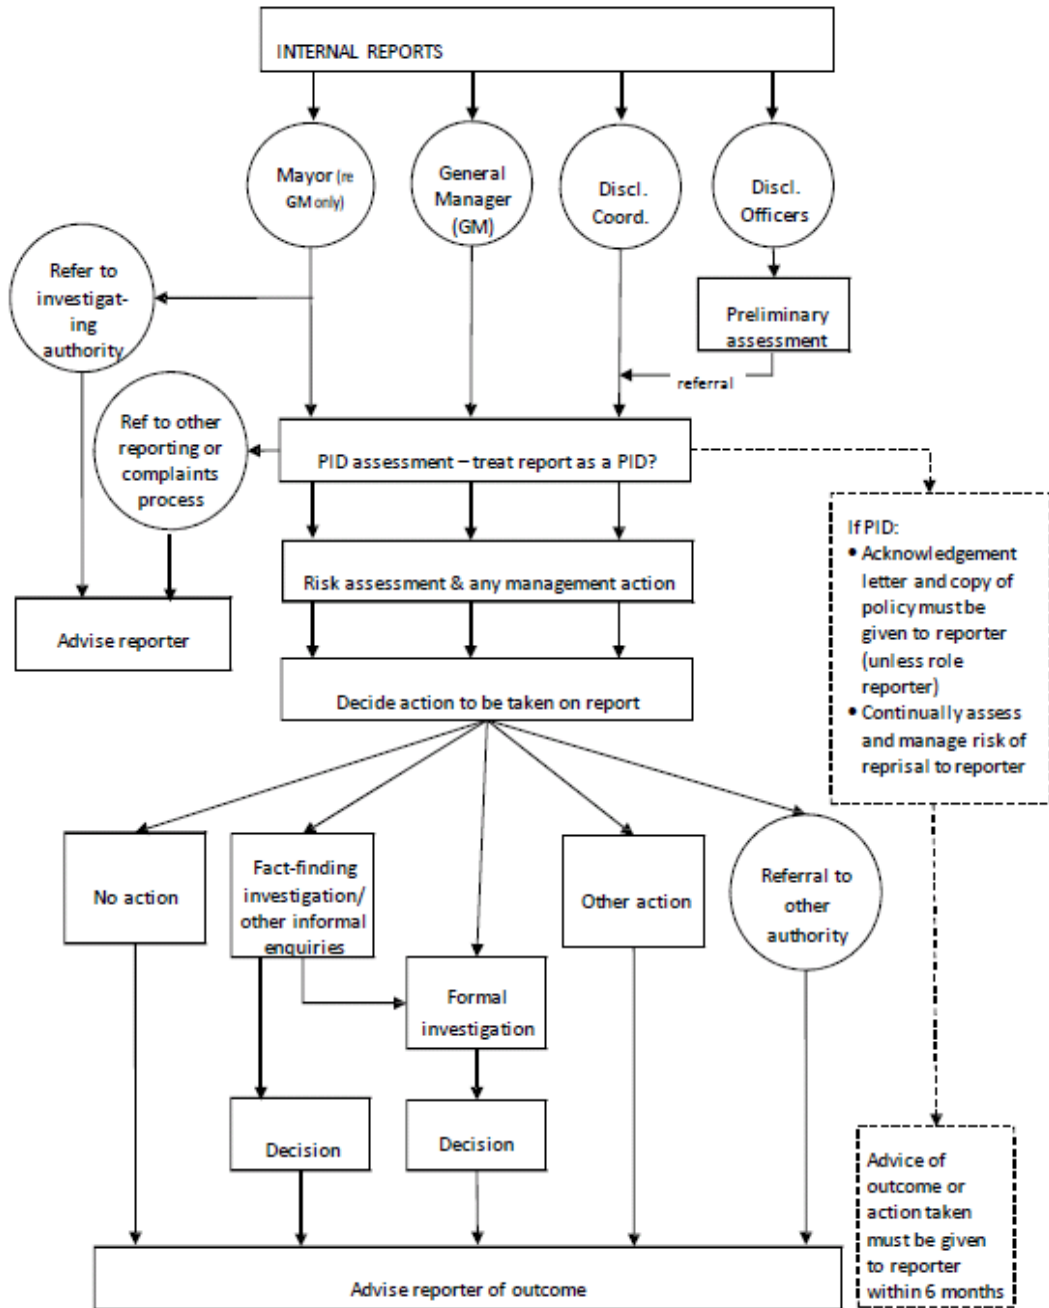 INTERNAL REPORTS
Mayor (re
GM only)
General
Manager
(GM)
Discl.
Coord.
Discl.
Officers
Refer to
investigat-
ing
authority
Preliminary
assessment
referral
Ref to other
reporting or
complaints
process
PID assessment – treat report as a PID?
If PID:
• Acknowledgement
letter and copy of
policy must be
given to reporter
(unless role
reporter)
• Continually assess
and manage risk of
reprisal to reporter
Risk assessment & any management action
Advise reporter
Decide action to be taken on report
No action
Fact-finding
investigation/
other informal
enquiries
Formal
investigation
Other action
Referral to
other
authority
Decision
Decision
Advice of
outcome or
action taken
must be given
to reporter
within 6 months
Advise reporter of outcome